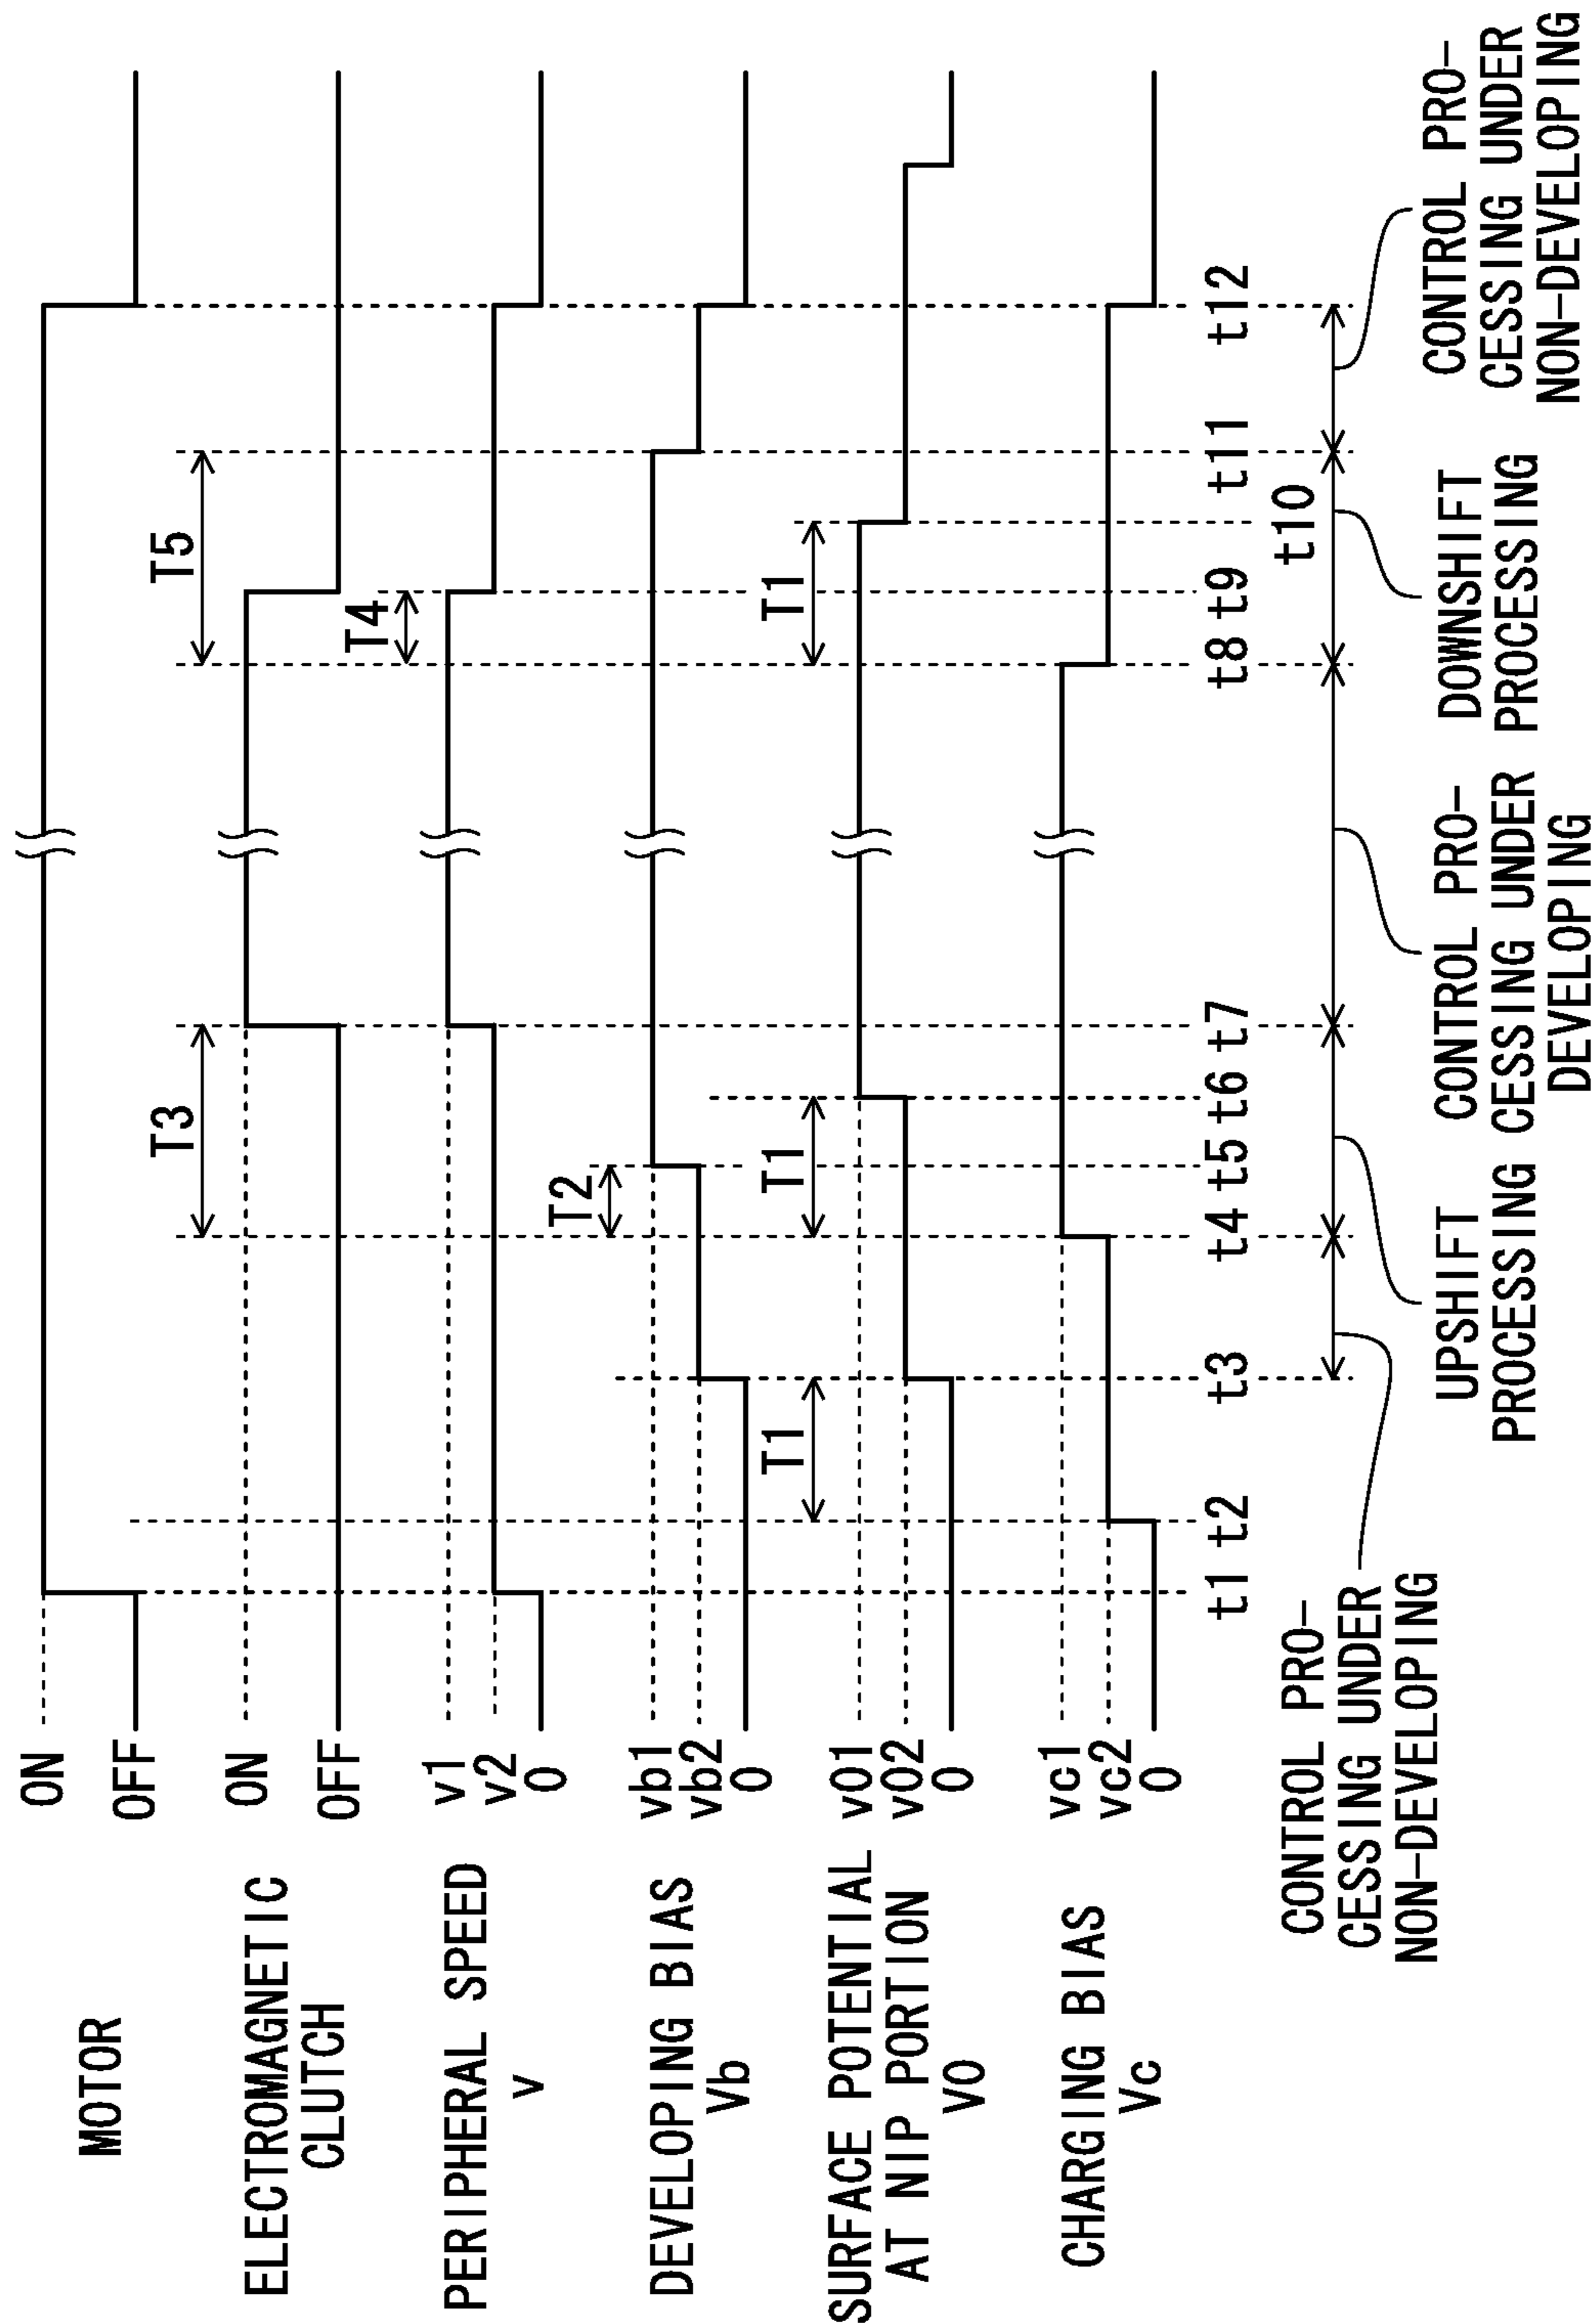 MOTOR
ON
OFF
ELECTROMAGNETIC
CLUTCH
ON
OFF
T3
T5
PERIPHERAL SPEED
v
v1
v2
0
T4
DEVELOPING BIAS
Vb
vb1
vb2
0
T2
SURFACE POTENTIAL
AT NIP PORTION
V0
v01
v02
0
T1
T1
T1
CHARGING BIAS
Vc
vc1
vc2
0
t1 t2 t3 t4 t5 t6 t7 t8 t9 t11 t12
t10
CONTROL PRO-
CESSING UNDER
NON-DEVELOPING
UPSHIFT
PROCESSING
CONTROL PRO-
CESSING UNDER
DEVELOPING
DOWNSHIFT
PROCESSING
CONTROL PRO-
CESSING UNDER
NON-DEVELOPING